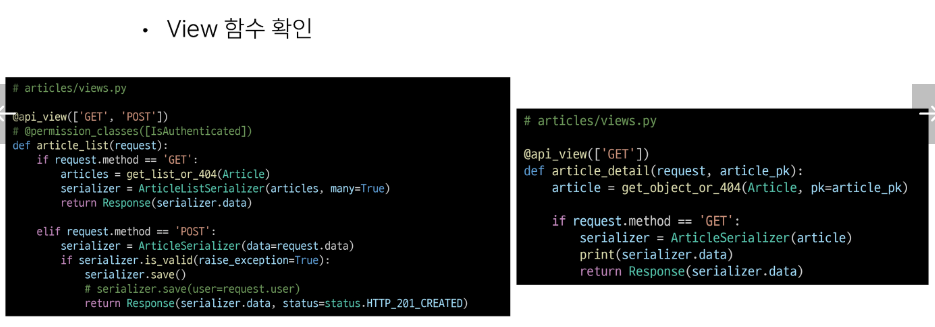 • View 함수 확인
# articles/views.py
@api_view(['GET', 'POST'])
# @permission_classes([IsAuthenticated])
def article_list(request):
    if request.method == 'GET':
        articles = get_list_or_404(Article)
        serializer = ArticleListSerializer(articles, many=True)
        return Response(serializer.data)
    elif request.method == 'POST':
        serializer = ArticleSerializer(data=request.data)
        if serializer.is_valid(raise_exception=True):
            serializer.save()
            # serializer.save(user=request.user)
            return Response(serializer.data, status=status.HTTP_201_CREATED)
# articles/views.py
@api_view(['GET'])
def article_detail(request, article_pk):
    article = get_object_or_404(Article, pk=article_pk)
    if request.method == 'GET':
        serializer = ArticleSerializer(article)
        print(serializer.data)
        return Response(serializer.data)